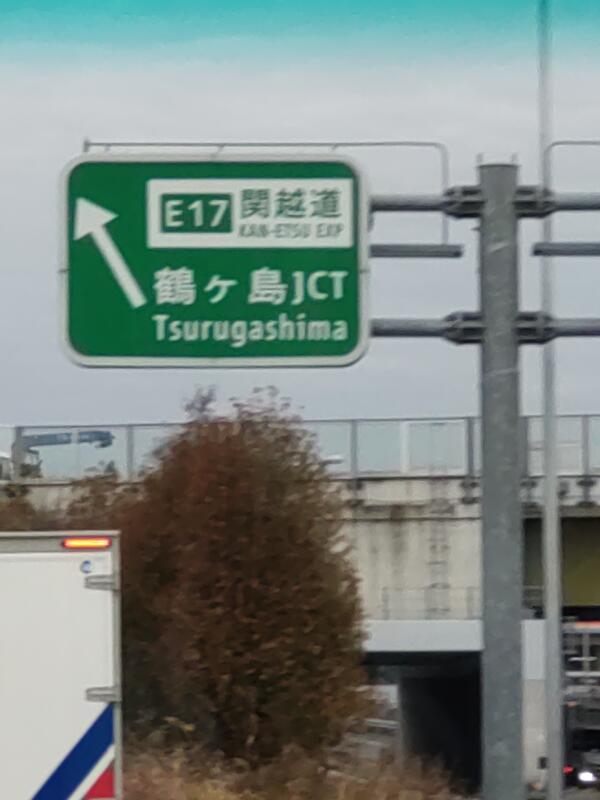 E17 関越道
KAN-ETSU EXP
鶴ヶ島JCT
Tsurugashima